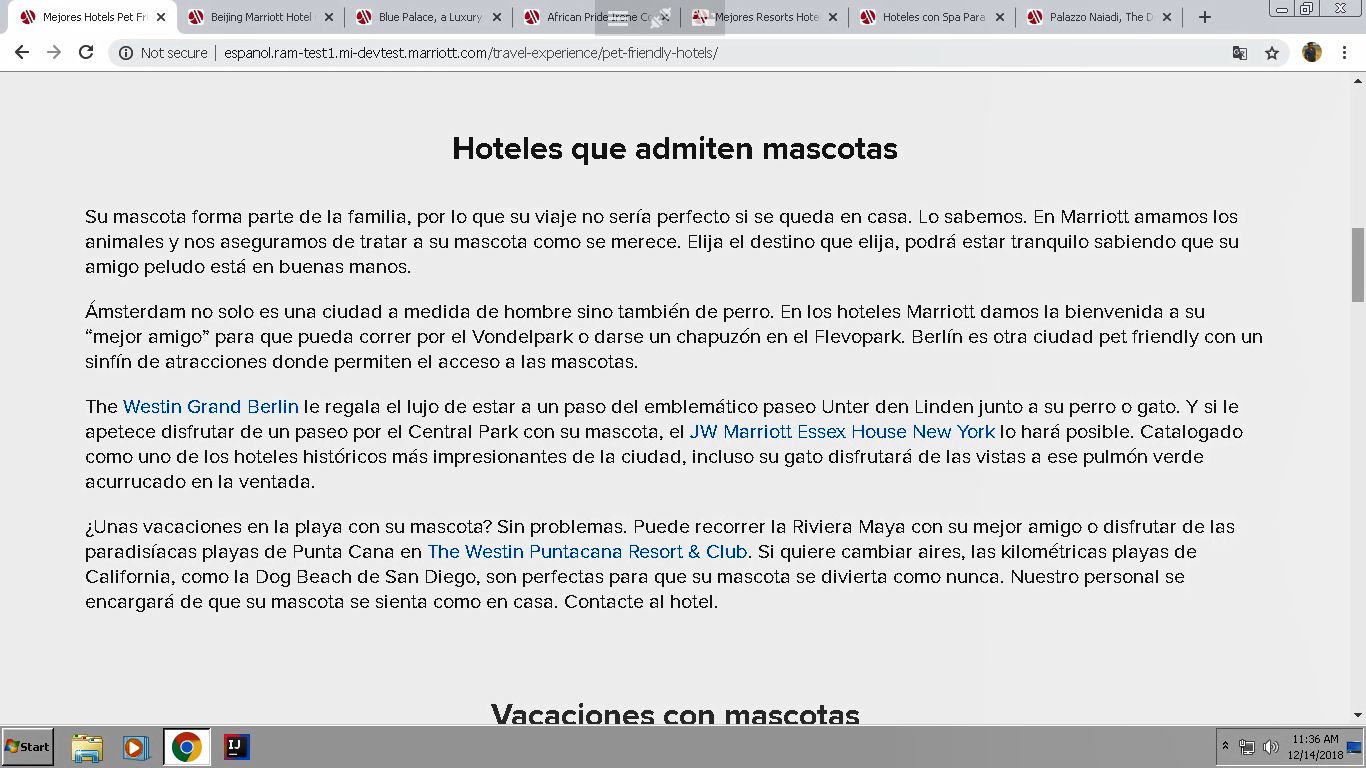 Mejores Hotels Pet Fri
Beijing Marriott Hotel
Blue Palace, a Luxury
African Pride Irene C
Mejores Resorts Hote
Hoteles con Spa Para
Palazzo Naiadi, The D
Not secure | espanol.ram-test1.mi-devtest.marriott.com/travel-experience/pet-friendly-hotels/
Hoteles que admiten mascotas
Su mascota forma parte de la familia, por lo que su viaje no sería perfecto si se queda en casa. Lo sabemos. En Marriott amamos los
animales y nos aseguramos de tratar a su mascota como se merece. Elija el destino que elija, podrá estar tranquilo sabiendo que su
amigo peludo está en buenas manos.
Ámsterdam no solo es una ciudad a medida de hombre sino también de perro. En los hoteles Marriott damos la bienvenida a su
“mejor amigo” para que pueda correr por el Vondelpark o darse un chapuzón en el Flevopark. Berlín es otra ciudad pet friendly con un
sinfín de atracciones donde permiten el acceso a las mascotas.
The Westin Grand Berlin le regala el lujo de estar a un paso del emblemático paseo Unter den Linden junto a su perro o gato. Y si le
apetece disfrutar de un paseo por el Central Park con su mascota, el JW Marriott Essex House New York lo hará posible. Catalogado
como uno de los hoteles históricos más impresionantes de la ciudad, incluso su gato disfrutará de las vistas a ese pulmón verde
acurrucado en la ventada.
¿Unas vacaciones en la playa con su mascota? Sin problemas. Puede recorrer la Riviera Maya con su mejor amigo o disfrutar de las
paradisíacas playas de Punta Cana en The Westin Puntacana Resort & Club. Si quiere cambiar aires, las kilométricas playas de
California, como la Dog Beach de San Diego, son perfectas para que su mascota se divierta como nunca. Nuestro personal se
encargará de que su mascota se sienta como en casa. Contacte al hotel.
Vacaciones con mascotas
Start
IJ
11:36 AM
12/14/2018